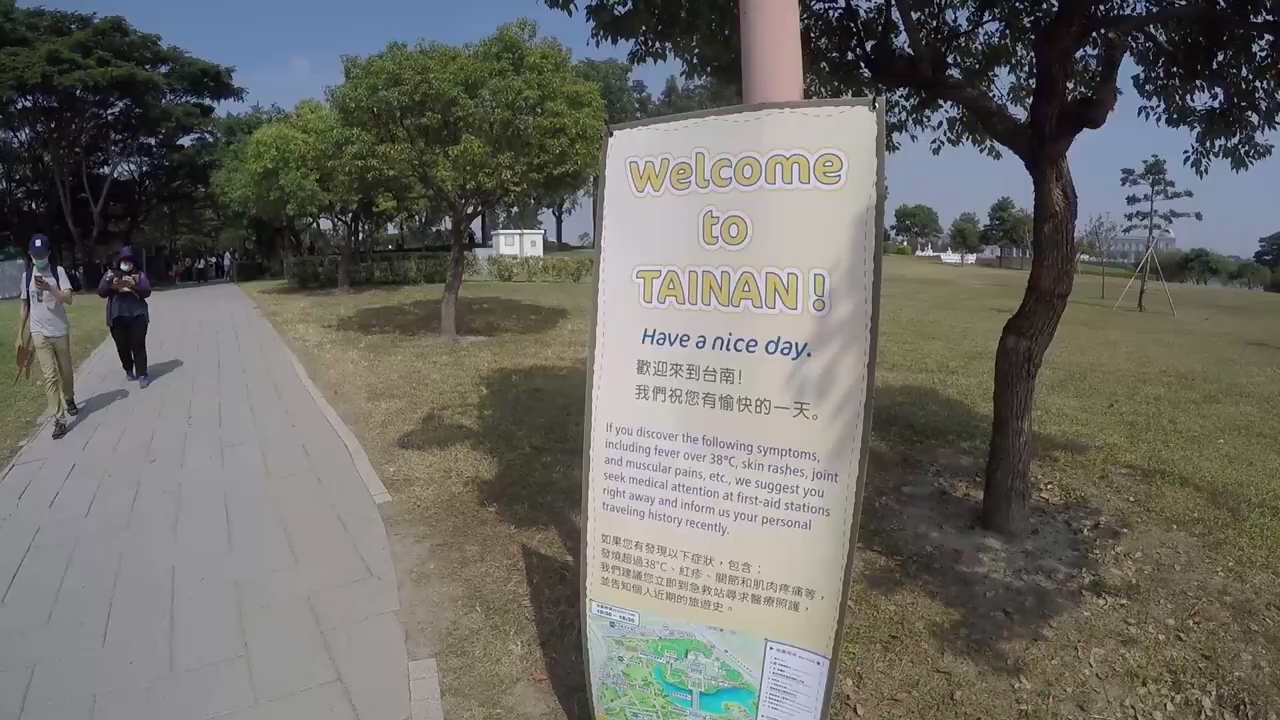 Welcome
to
TAINAN!
Have a nice day.
歡迎來到台南!
我們祝您有愉快的一天。
If you discover the following symptoms,
including fever over 38°C, skin rashes, joint
and muscular pains, etc., we suggest you
seek medical attention at first-aid stations
right away and inform us your personal
traveling history recently.
如果您有發現以下症狀，包含：
發燒超過38°C、紅疹、關節和肌肉疼痛等，
我們建議您立即到急救站尋求醫療照護，
並告知個人近期的旅遊史。